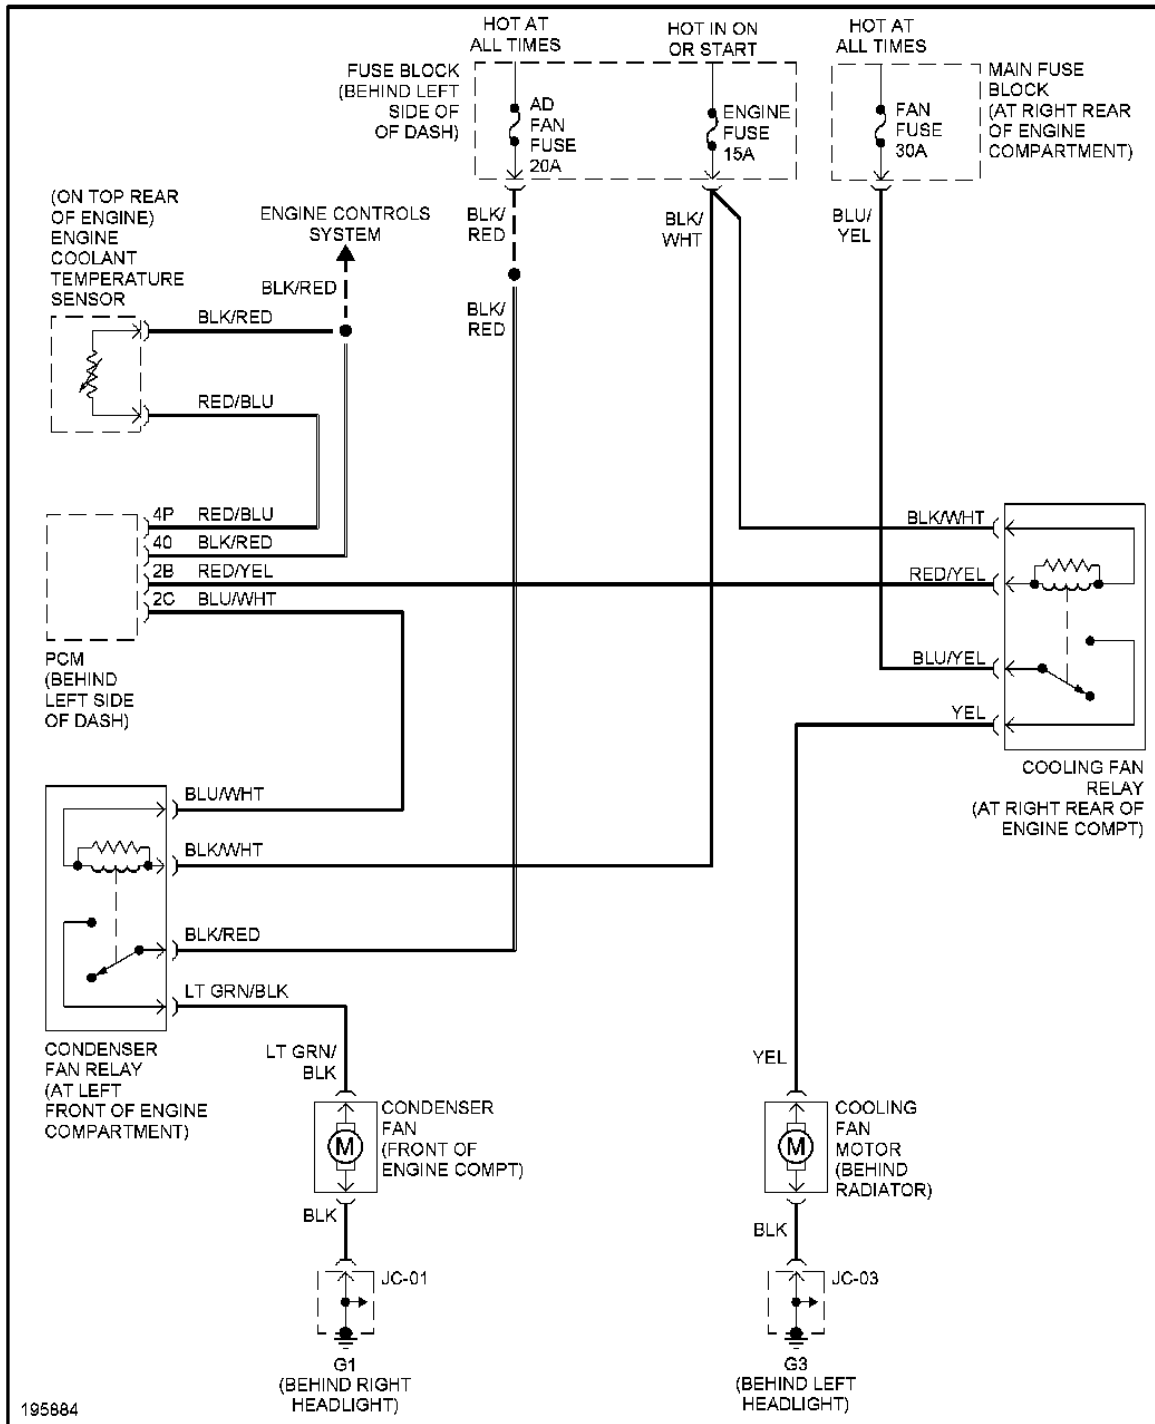 HOT AT
ALL TIMES
HOT IN ON
OR START
HOT AT
ALL TIMES
FUSE BLOCK
(BEHIND LEFT
SIDE OF
OF DASH)
AD
FAN
FUSE
20A
ENGINE
FUSE
15A
FAN
FUSE
30A
MAIN FUSE
BLOCK
(AT RIGHT REAR
OF ENGINE
COMPARTMENT)
(ON TOP REAR
OF ENGINE)
ENGINE
COOLANT
TEMPERATURE
SENSOR
ENGINE CONTROLS
SYSTEM
BLK/RED
BLK/
RED
BLK/
RED
BLK/
WHT
BLU/
YEL
BLK/RED
RED/BLU
4P RED/BLU
40 BLK/RED
2B RED/YEL
2C BLU/WHT
PCM
(BEHIND
LEFT SIDE
OF DASH)
BLK/WHT
RED/YEL
BLU/YEL
YEL
COOLING FAN
RELAY
(AT RIGHT REAR OF
ENGINE COMPT)
BLU/WHT
BLK/WHT
BLK/RED
LT GRN/BLK
CONDENSER
FAN RELAY
(AT LEFT
FRONT OF ENGINE
COMPARTMENT)
LT GRN/
BLK
YEL
M
CONDENSER
FAN
(FRONT OF
ENGINE COMPT)
M
COOLING
FAN
MOTOR
(BEHIND
RADIATOR)
BLK
BLK
JC-01
JC-03
G1
(BEHIND RIGHT
HEADLIGHT)
G3
(BEHIND LEFT
HEADLIGHT)
195884